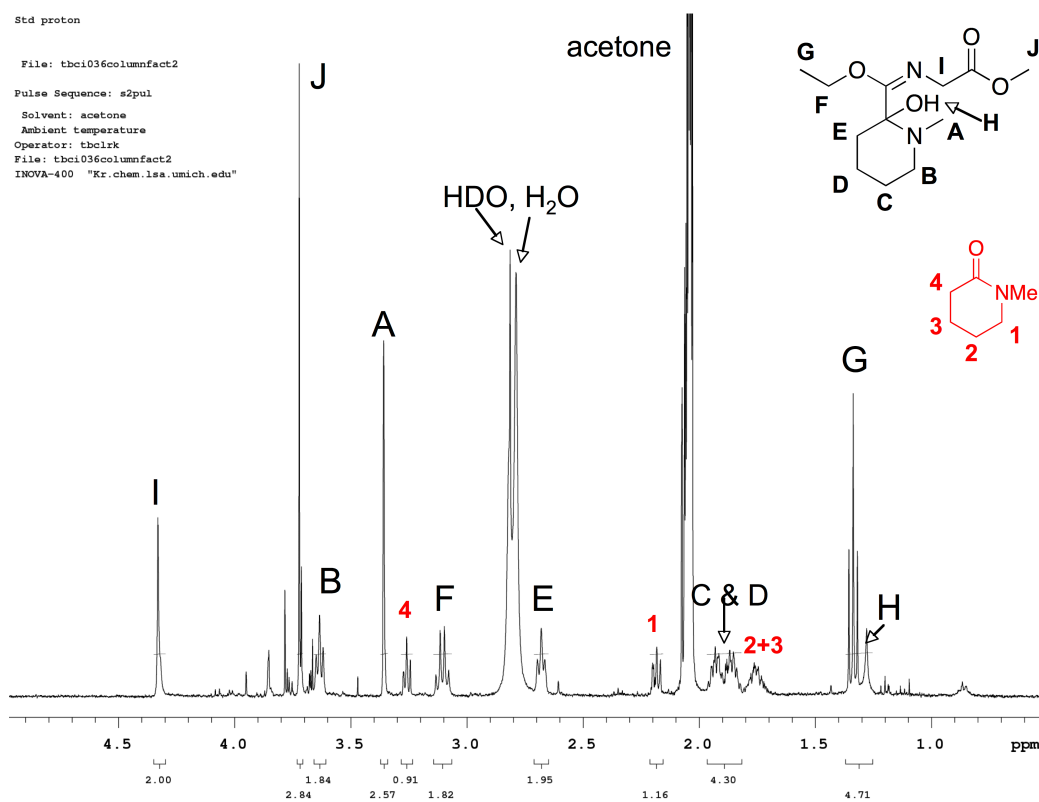 Std proton
File: tbci036columnfact2
Pulse Sequence: s2pul
Solvent: acetone
Ambient temperature
Operator: tbclrk
File: tbci036columnfact2
INOVA-400 "Kr.chem.lsa.umich.edu"
acetone
G
O
N
I
O
O
J
F
OH
H
E
N
A
D
C
B
O
4
NMe
3
2
1
J
HDO, H₂O
A
G
I
B
4
F
E
1
C & D
2+3
H
4.5 4.0 3.5 3.0 2.5 2.0 1.5 1.0 ppm
2.00 1.84 0.91 1.95 4.30
2.84 2.57 1.82 1.16 4.71